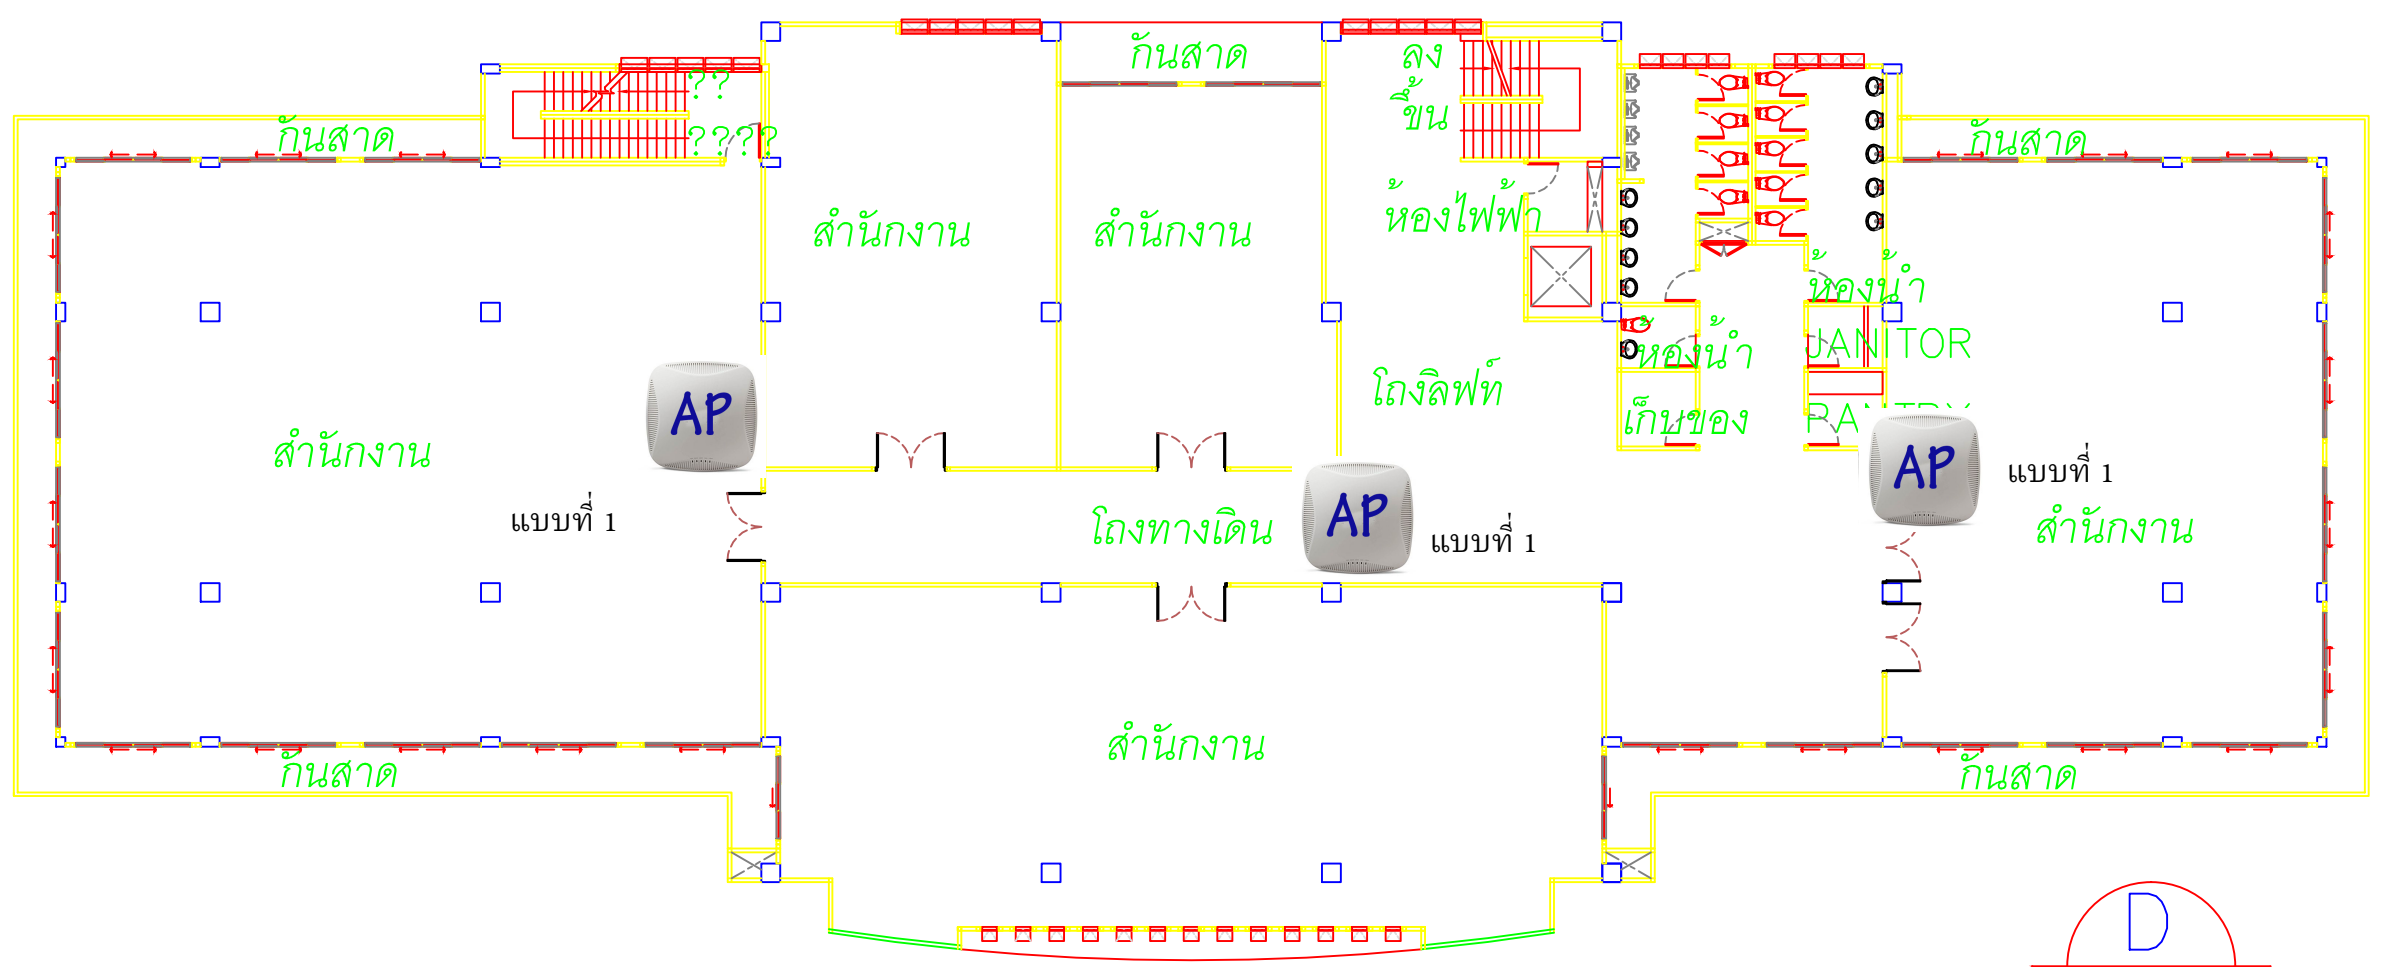 กันสาด
ลง
ขึ้น
??
????
กันสาด
กันสาด
สำนักงาน
สำนักงาน
ห้องไฟฟ้า
ห้องน้ำ
JANITOR
ห้องน้ำ
โถงลิฟท์
เก็บของ
PANTRY
AP
AP
AP
สำนักงาน
แบบที่ 1
แบบที่ 1
โถงทางเดิน
แบบที่ 1
สำนักงาน
สำนักงาน
กันสาด
กันสาด
D